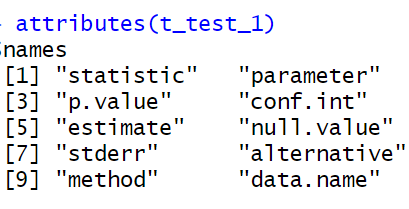 attributes(t_test_1)
$names
[1] "statistic" "parameter"
[3] "p.value" "conf.int"
[5] "estimate" "null.value"
[7] "stderr" "alternative"
[9] "method" "data.name"